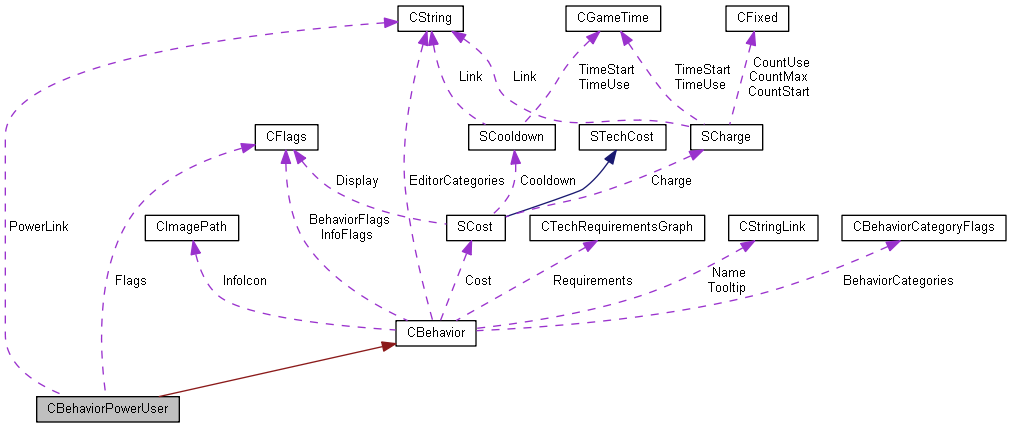 CString
CGameTime
CFixed
Link
Link
TimeStart
TimeUse
TimeStart
TimeUse
CountUse
CountMax
CountStart
CFlags
SCooldown
STechCost
SCharge
Display
EditorCategories
Cooldown
Charge
PowerLink
CImagePath
BehaviorFlags
InfoFlags
SCost
CTechRequirementsGraph
CStringLink
CBehaviorCategoryFlags
Flags
InfoIcon
Cost
Requirements
Name
Tooltip
BehaviorCategories
CBehavior
CBehaviorPowerUser